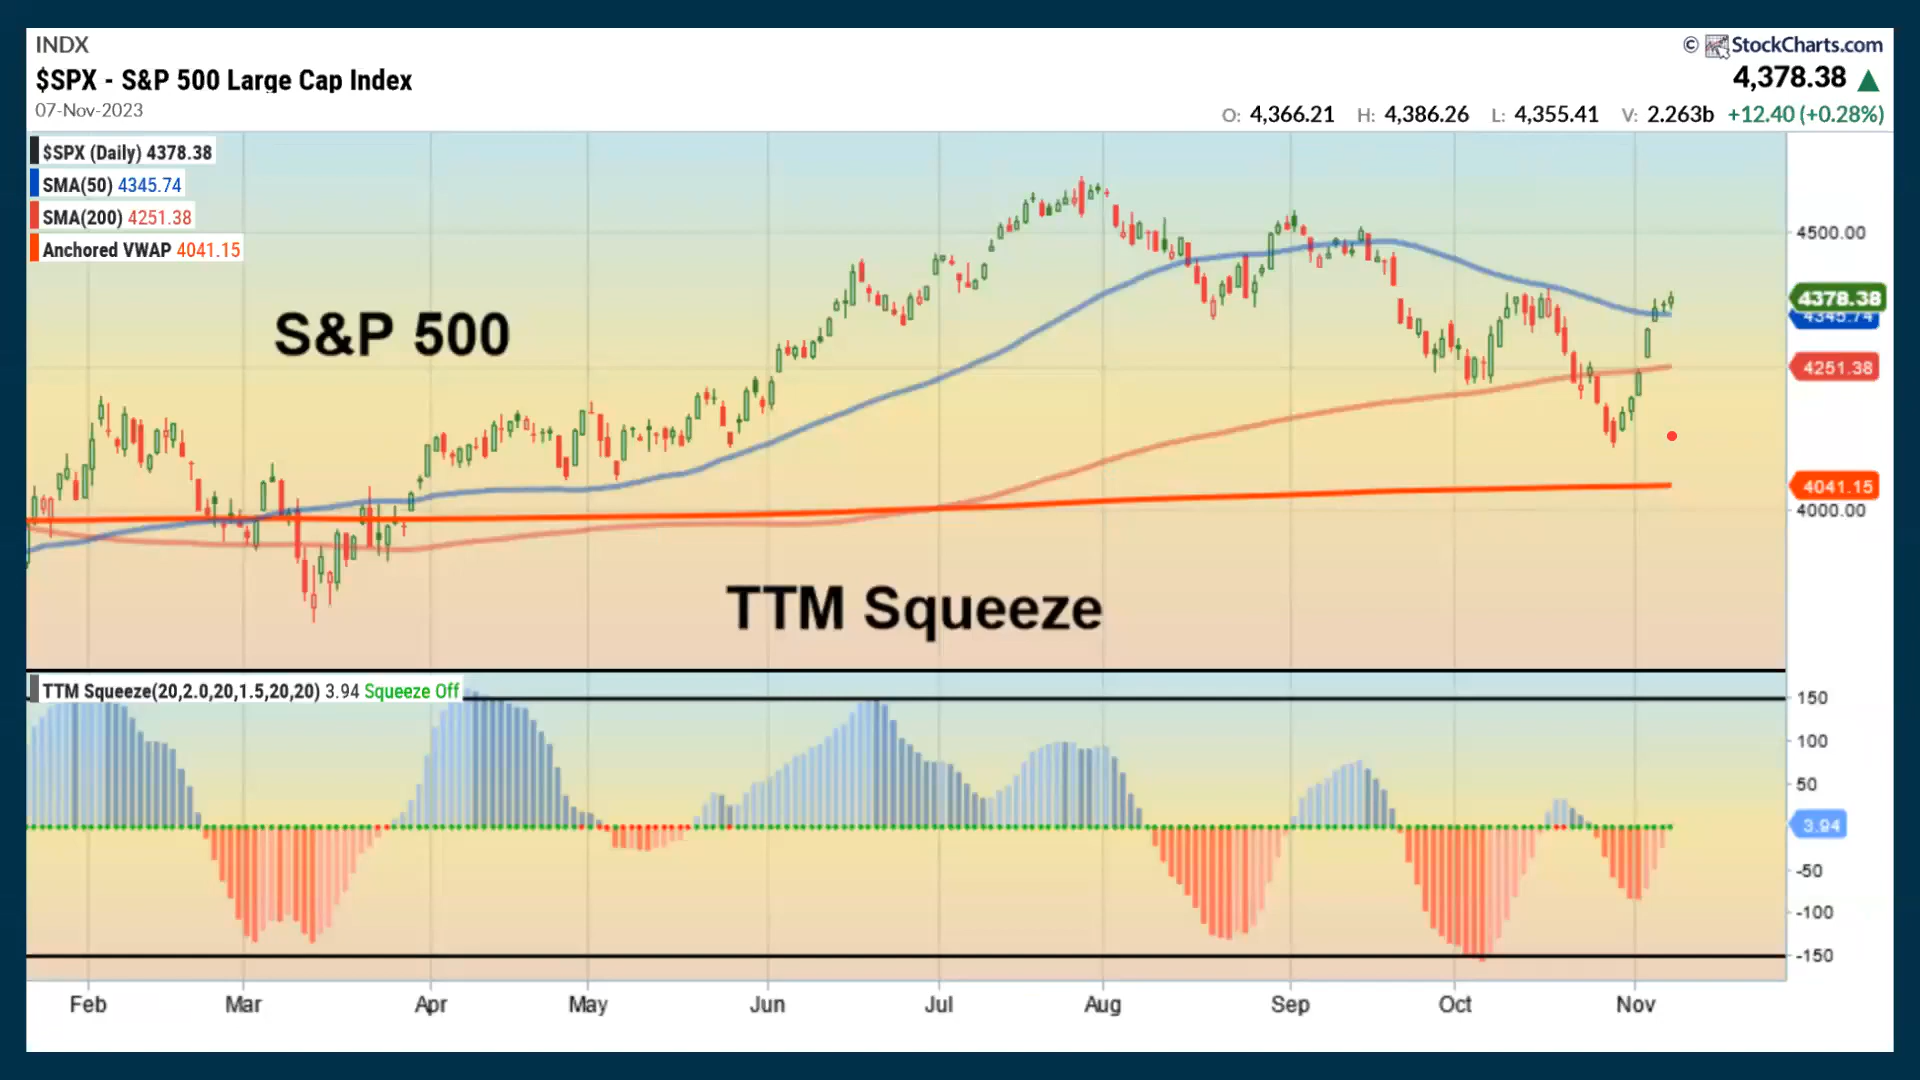 INDX
© StockCharts.com
$SPX - S&P 500 Large Cap Index
4,378.38
07-Nov-2023
O: 4,366.21 H: 4,386.26 L: 4,355.41 V: 2.263b +12.40 (+0.28%)
$SPX (Daily) 4378.38
SMA(50) 4345.74
SMA(200) 4251.38
Anchored VWAP 4041.15
4500.00
4378.38
4345.74
S&P 500
4251.38
4041.15
4000.00
TTM Squeeze
TTM Squeeze(20,2.0,20,1.5,20,20) 3.94 Squeeze Off
150
100
50
3.94
-50
-100
-150
Feb Mar Apr May Jun Jul Aug Sep Oct Nov